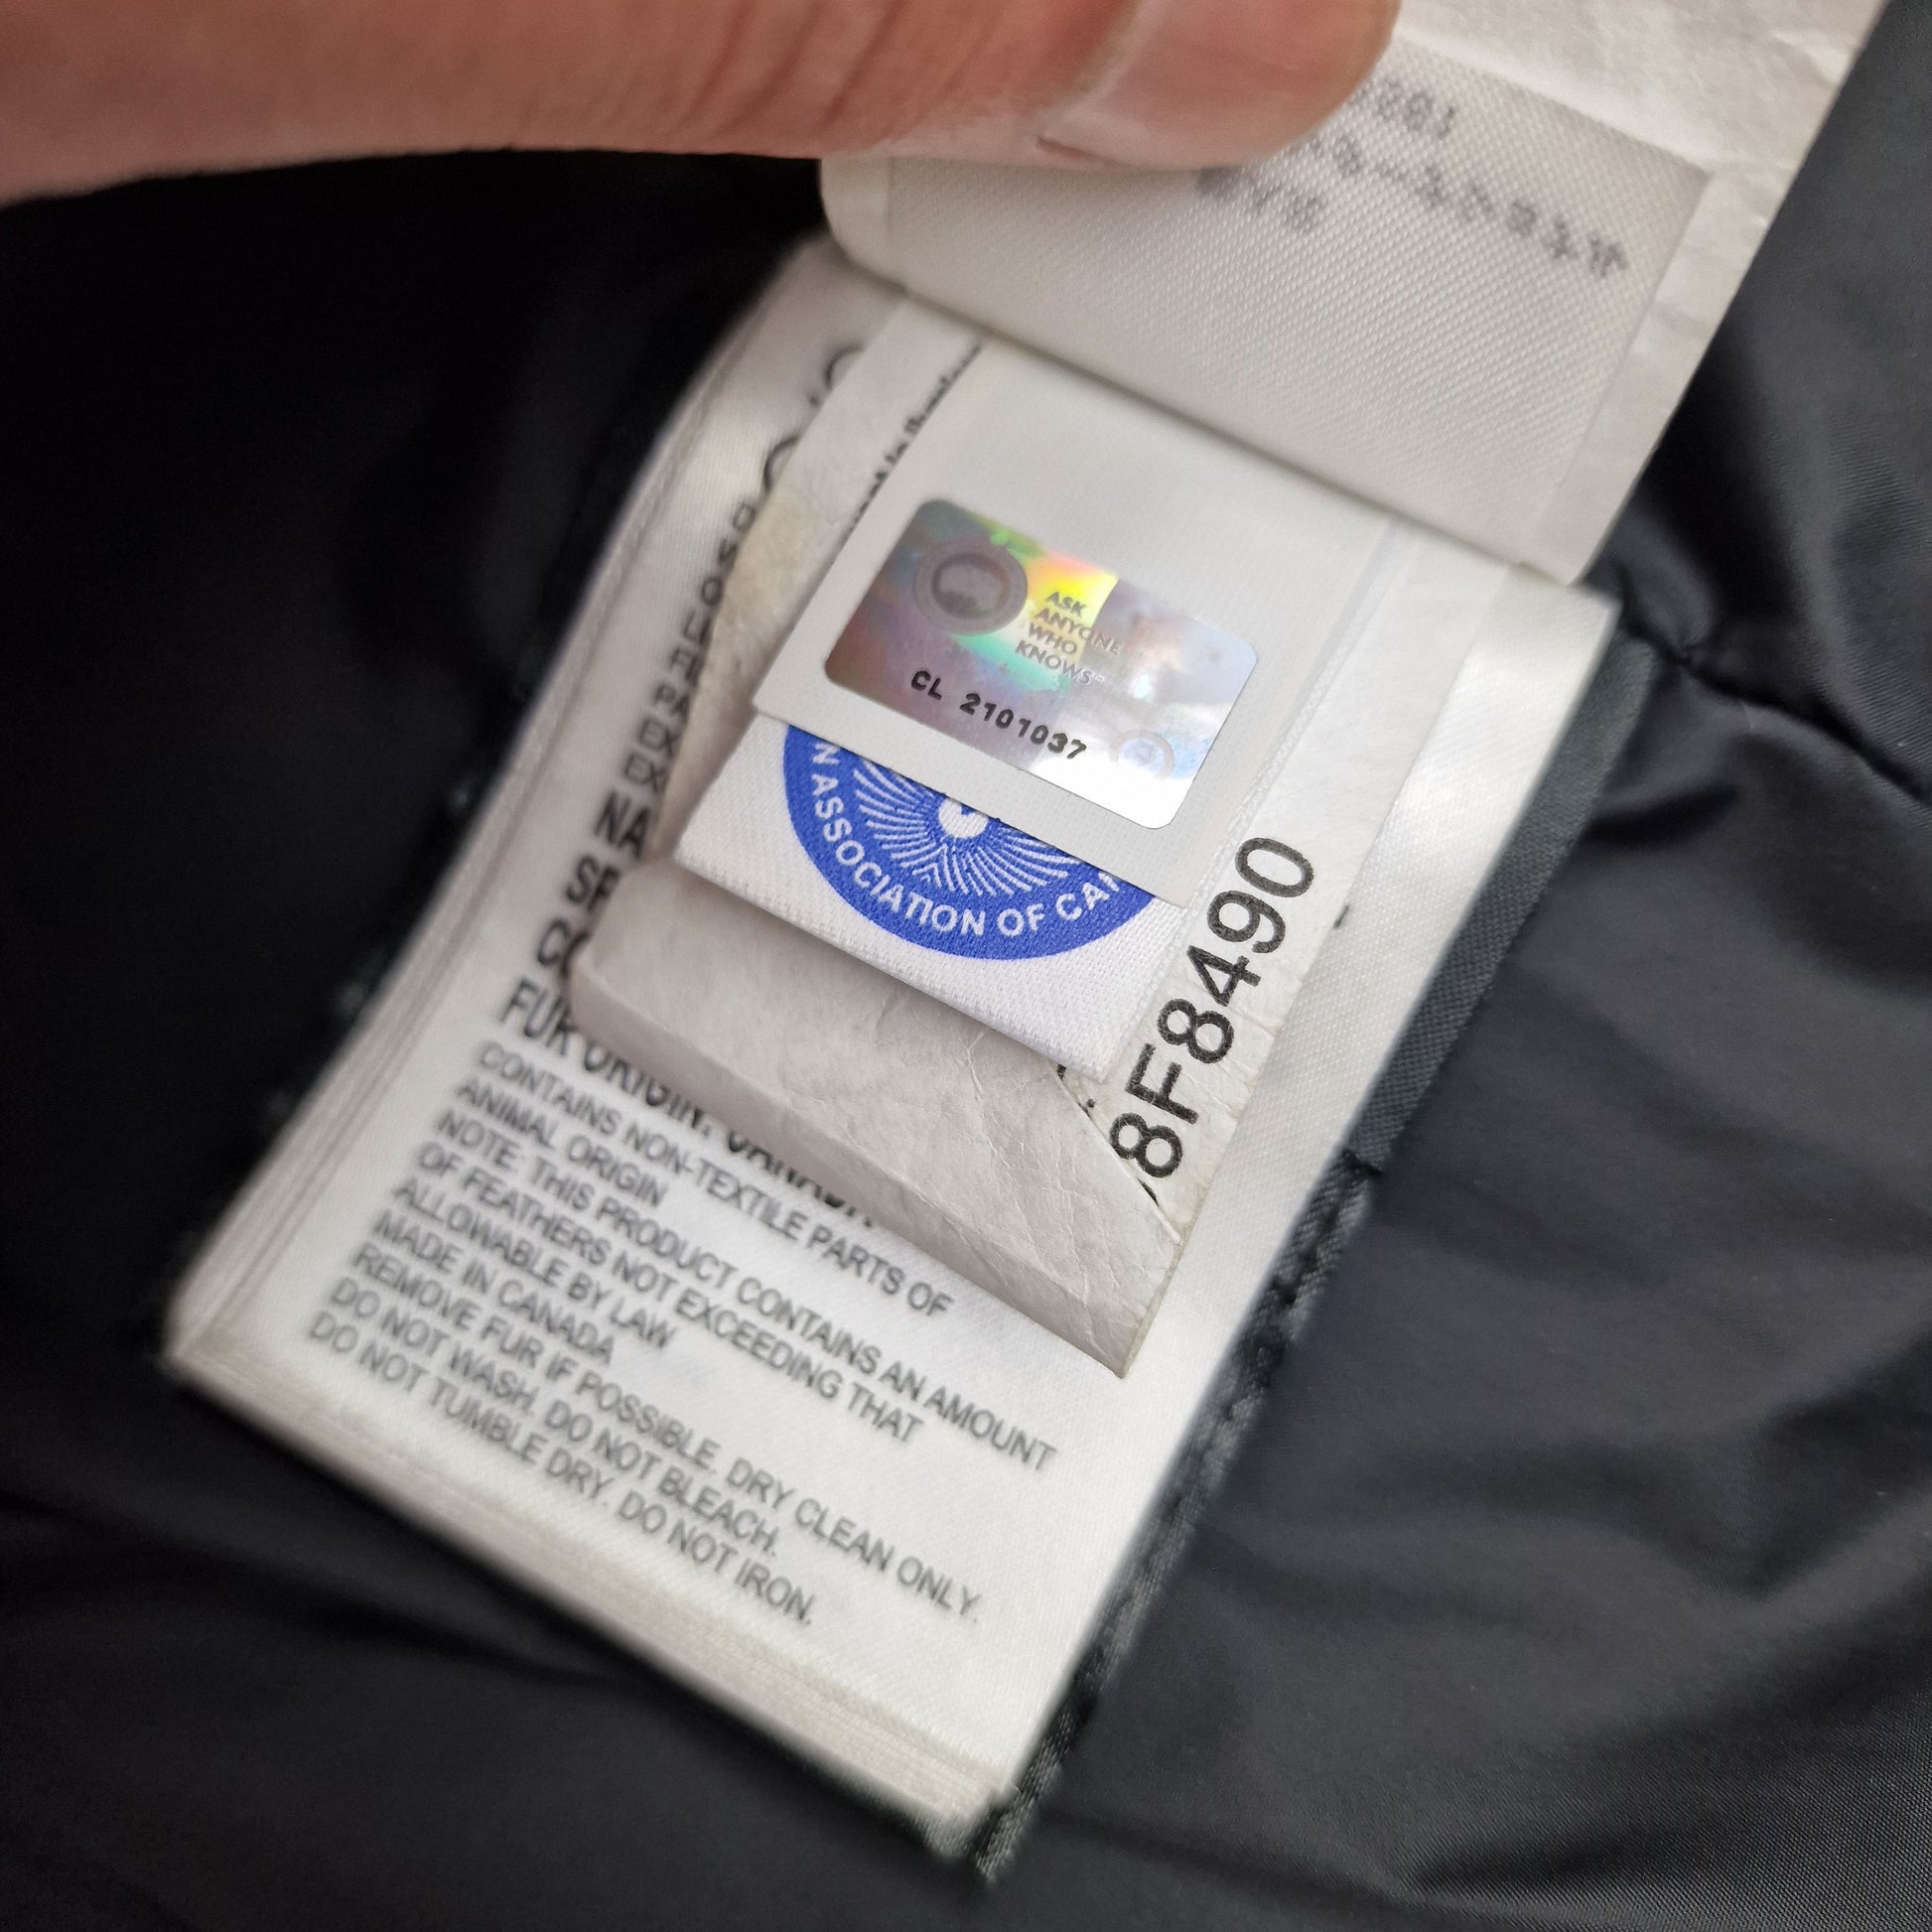 ASK
ANYONE
WHO
KNOWS
CL 2101037
N ASSOCIATION OF CA
8F8490
FUR ORIGIN: CANADA
CONTAINS NON-TEXTILE PARTS OF
ANIMAL ORIGIN
NOTE: THIS PRODUCT CONTAINS AN AMOUNT
OF FEATHERS NOT EXCEEDING THAT
ALLOWABLE BY LAW
MADE IN CANADA
REMOVE FUR IF POSSIBLE. DRY CLEAN ONLY.
DO NOT WASH. DO NOT BLEACH.
DO NOT TUMBLE DRY. DO NOT IRON.